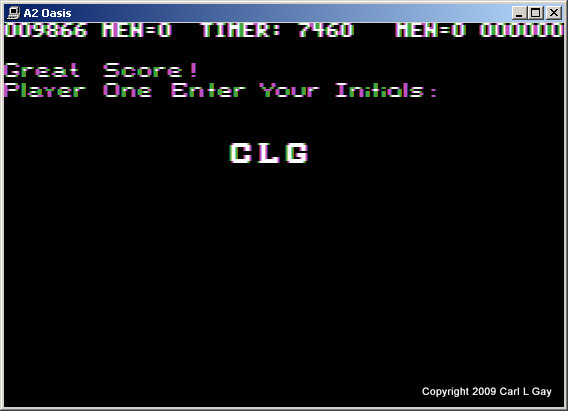 A2 Oasis
009866 MEN=0 TIMER: 7460 MEN=0 000000
Great Score!
Player One Enter Your Initials:
CLG
Copyright 2009 Carl L Gay